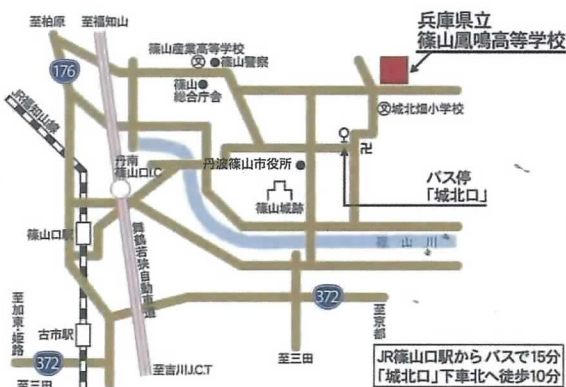 至柏原
至福知山
兵庫県立
篠山鳳鳴高等学校
篠山産業高等学校
文
篠山警察
176
篠山
総合庁舎
文城北畑小学校
JR福知山線
丹南
篠山口I.C
丹波篠山市役所
卍
バス停
「城北口」
篠山城跡
篠山口駅
舞鶴若狭自動車道
篠山川
372
至加東・姫路
古市駅
至京都
372
至三田
至吉川J.C.T
至三田
JR篠山口駅からバスで15分
「城北口」下車北へ徒歩10分